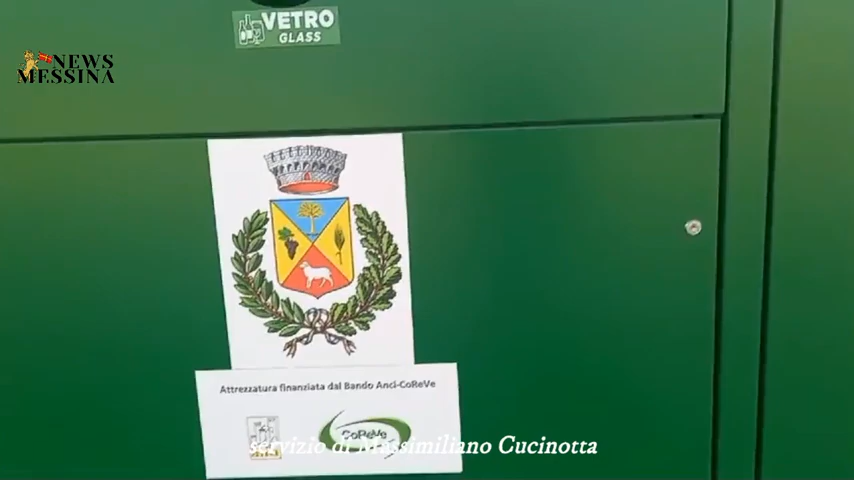 VETRO
GLASS
NEWS
MESSINA
Attrezzatura finanziata dal Bando Anci-CoReVe
CoReVe
servizio di Massimiliano Cucinotta